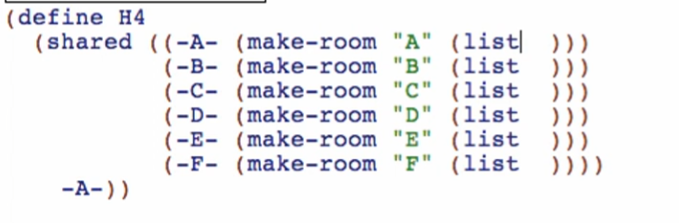 (define H4
  (shared ((-A- (make-room "A" (list  )))
           (-B- (make-room "B" (list  )))
           (-C- (make-room "C" (list  )))
           (-D- (make-room "D" (list  )))
           (-E- (make-room "E" (list  )))
           (-F- (make-room "F" (list  ))))
    -A-))